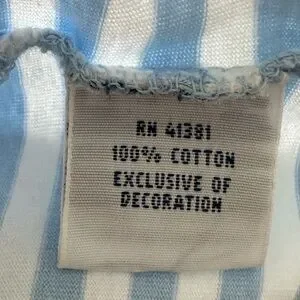 RN 41381
100% COTTON
EXCLUSIVE OF
DECORATION